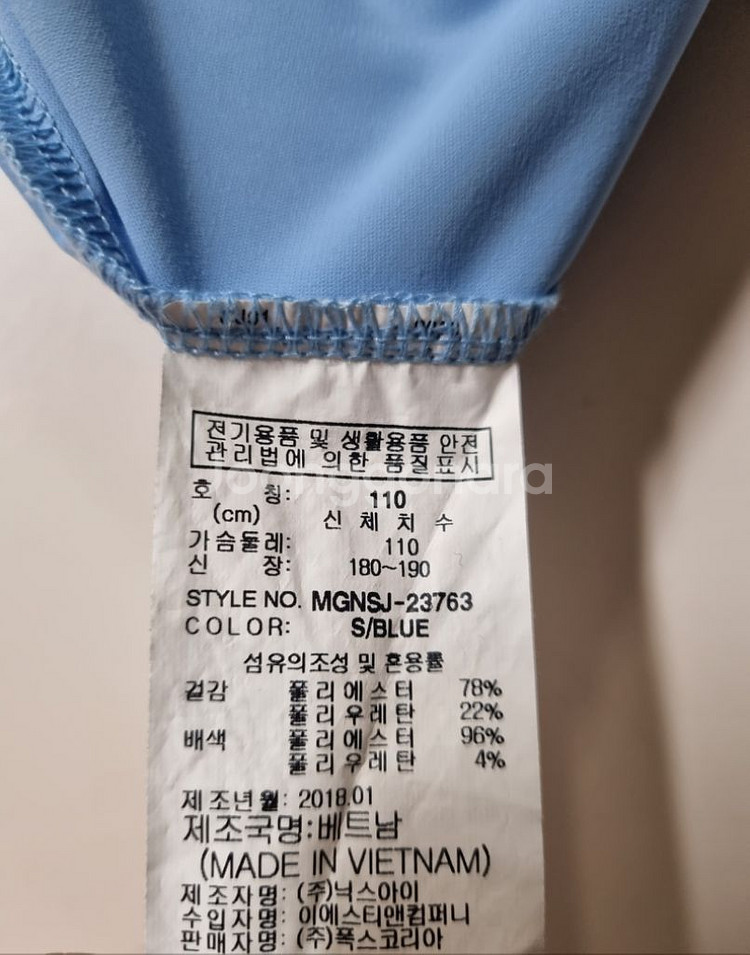 전기용품 및 생활용품 안전
관리법에 의한 품질표시
호 칭: 110
(cm) 신 체 치 수
가슴둘레: 110
신 장: 180~190
STYLE NO. MGNSJ-23763
COLOR: S/BLUE
섬유의조성 및 혼용률
겉감 폴리에스터 78%
폴리우레탄 22%
배색 폴리에스터 96%
폴리우레탄 4%
제조년월: 2018.01
제조국명:베트남
(MADE IN VIETNAM)
제조자명: (주)닉스아이
수입자명: 이에스티앤컴퍼니
판매자명: (주)폭스코리아